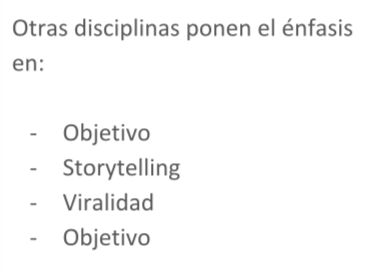 Otras disciplinas ponen el énfasis
en:
- Objetivo
- Storytelling
- Viralidad
- Objetivo